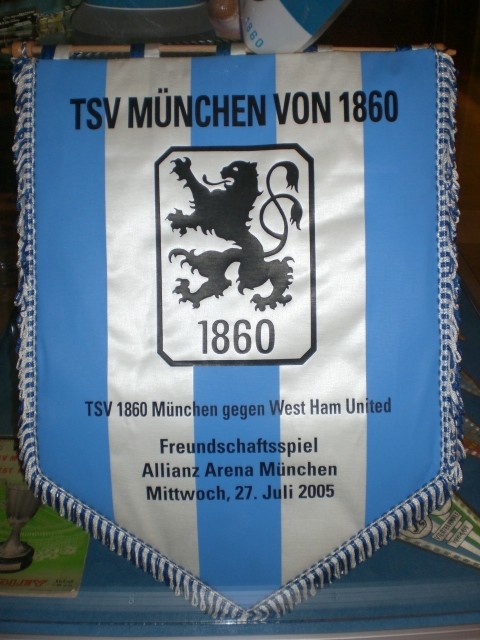 1860
TSV MÜNCHEN VON 1860
1860
TSV 1860 München gegen West Ham United
Freundschaftsspiel
Allianz Arena München
Mittwoch, 27. Juli 2005